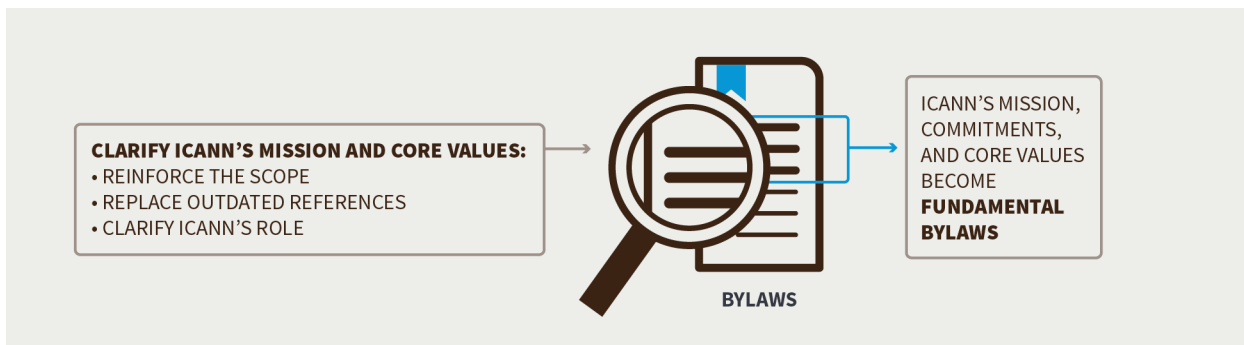 CLARIFY ICANN’S MISSION AND CORE VALUES:
• REINFORCE THE SCOPE
• REPLACE OUTDATED REFERENCES
• CLARIFY ICANN’S ROLE
BYLAWS
ICANN’S MISSION,
COMMITMENTS,
AND CORE VALUES
BECOME
FUNDAMENTAL
BYLAWS